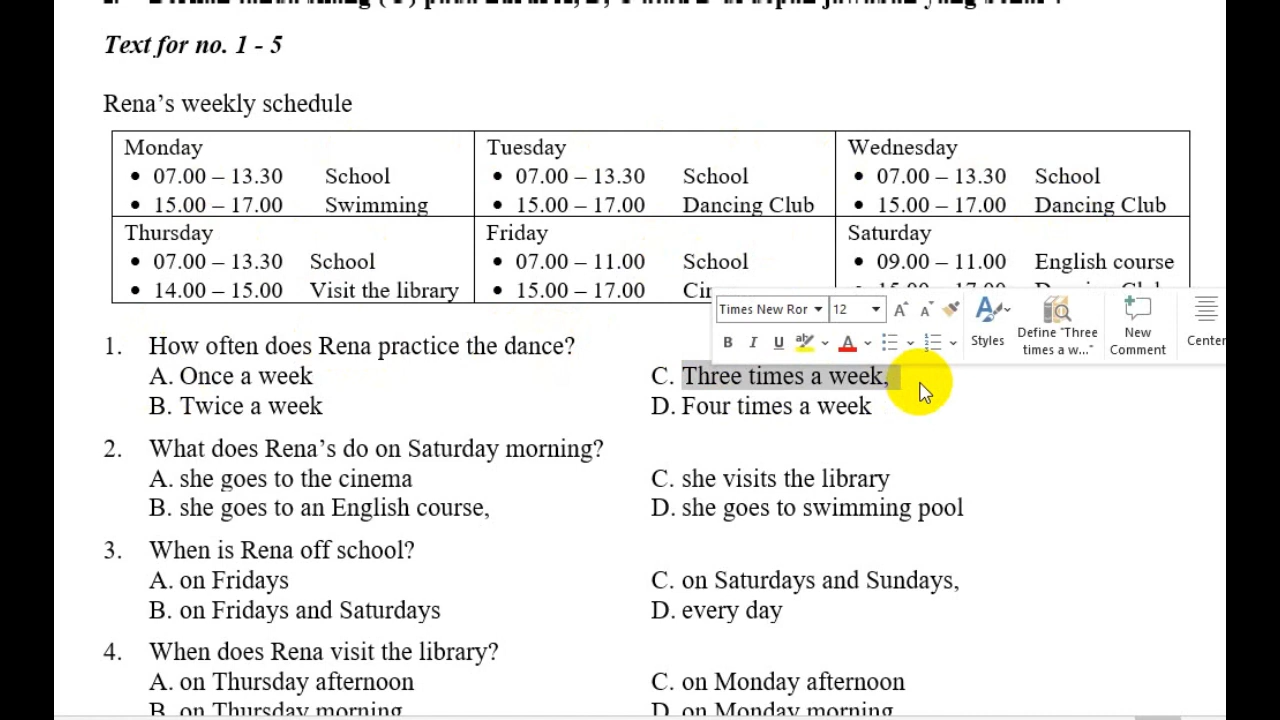 Text for no. 1 - 5
Rena's weekly schedule
Monday
• 07.00 – 13.30 School
• 15.00 – 17.00 Swimming
Tuesday
• 07.00 – 13.30 School
• 15.00 – 17.00 Dancing Club
Wednesday
• 07.00 – 13.30 School
• 15.00 – 17.00 Dancing Club
Thursday
• 07.00 – 13.30 School
• 14.00 – 15.00 Visit the library
Friday
• 07.00 – 11.00 School
• 15.00 – 17.00
Saturday
• 09.00 – 11.00 English course
Times New Ror 12
B I U
Styles
Define "Three times a w..."
New Comment
Center
1. How often does Rena practice the dance?
A. Once a week
B. Twice a week
C. Three times a week,
D. Four times a week
2. What does Rena's do on Saturday morning?
A. she goes to the cinema
B. she goes to an English course,
C. she visits the library
D. she goes to swimming pool
3. When is Rena off school?
A. on Fridays
B. on Fridays and Saturdays
C. on Saturdays and Sundays,
D. every day
4. When does Rena visit the library?
A. on Thursday afternoon
B. on Thursday morning
C. on Monday afternoon
D. on Monday morning